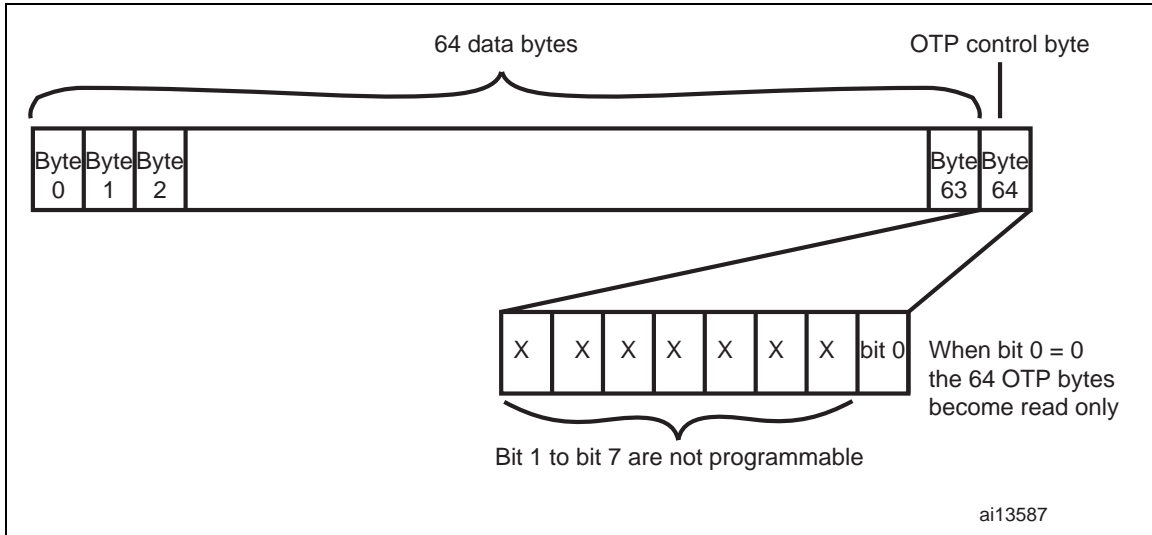 64 data bytes
OTP control byte
Byte Byte Byte Byte Byte
0 1 2 63 64
X X X X X X X bit 0
When bit 0 = 0
the 64 OTP bytes
become read only
Bit 1 to bit 7 are not programmable
ai13587